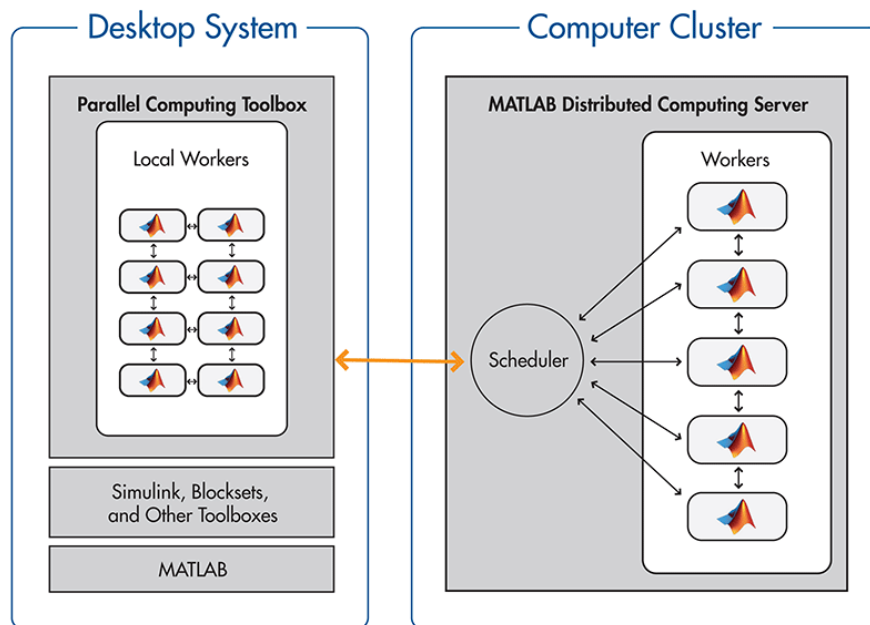 Desktop System
Parallel Computing Toolbox
Local Workers
Simulink, Blocksets,
and Other Toolboxes
MATLAB
Computer Cluster
MATLAB Distributed Computing Server
Workers
Scheduler